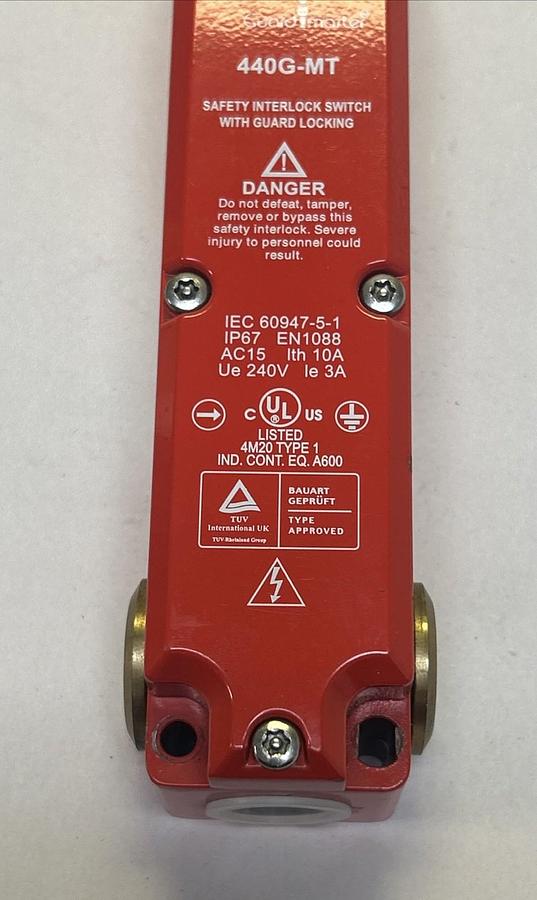 Guardmaster
440G-MT
SAFETY INTERLOCK SWITCH
WITH GUARD LOCKING
DANGER
Do not defeat, tamper,
remove or bypass this
safety interlock. Severe
injury to personnel could
result.
IEC 60947-5-1
IP67 EN1088
AC15 Ith 10A
Ue 240V Ie 3A
C UL ® US
LISTED
4M20 TYPE 1
IND. CONT. EQ. A600
TUV
International UK
TUV Rheinland Group
BAUART
GEPRÜFT
TYPE
APPROVED